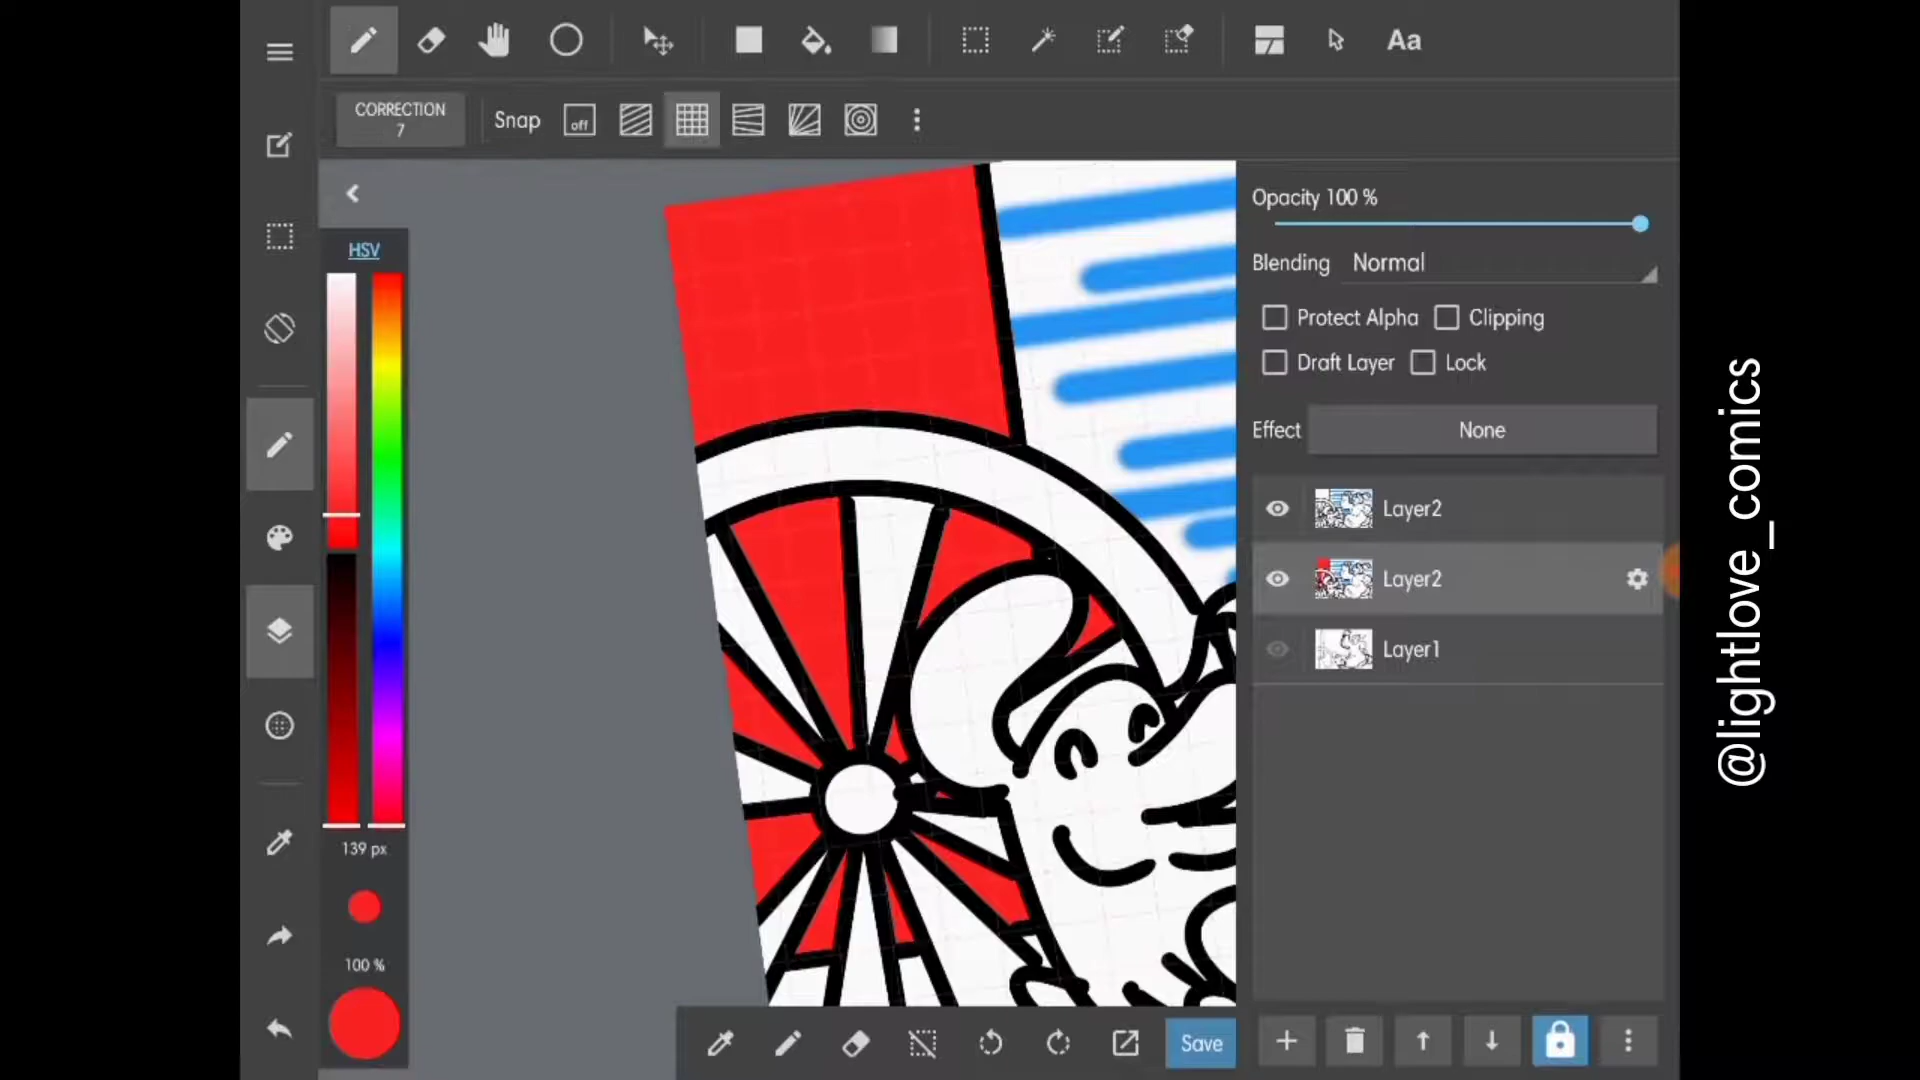 Aa
CORRECTION
7
Snap
off
HSV
139 px
100 %
Opacity 100 %
Blending Normal
Protect Alpha Clipping
Draft Layer Lock
Effect None
Layer2
Layer2
Layer1
Save
@lightlove_comics